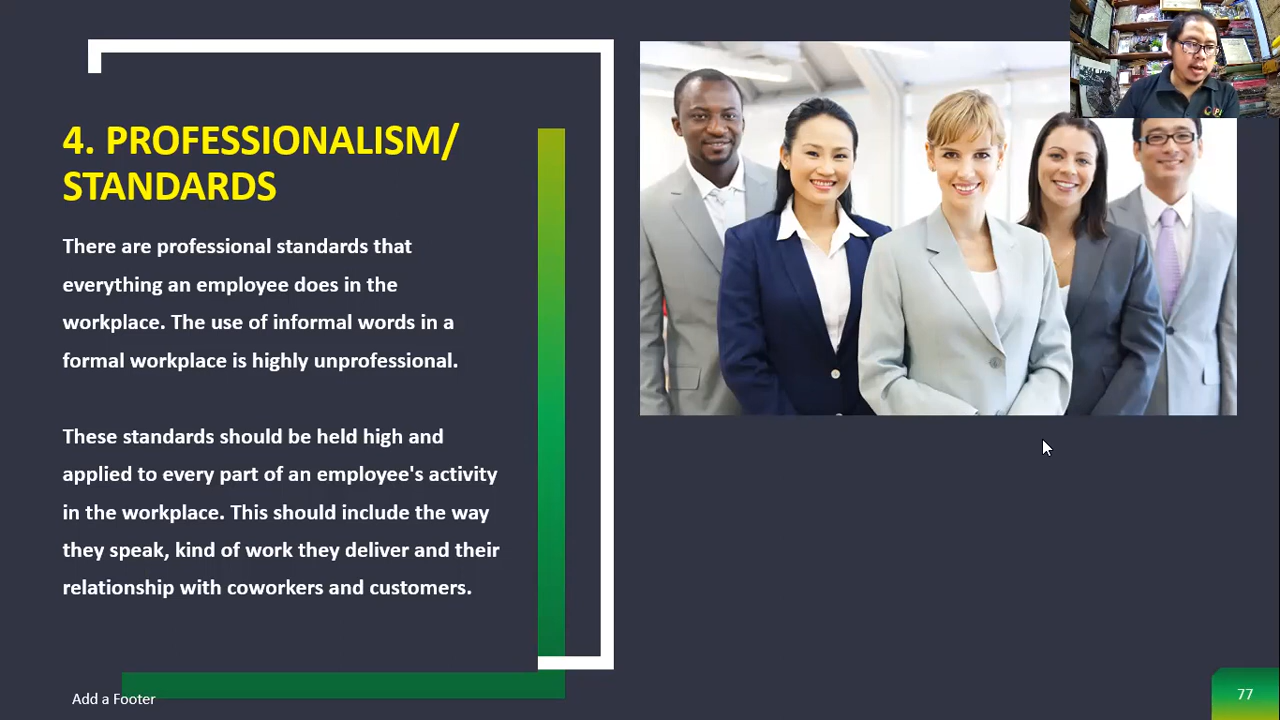 4. PROFESSIONALISM/
STANDARDS
There are professional standards that
everything an employee does in the
workplace. The use of informal words in a
formal workplace is highly unprofessional.
These standards should be held high and
applied to every part of an employee's activity
in the workplace. This should include the way
they speak, kind of work they deliver and their
relationship with coworkers and customers.
Add a Footer
77